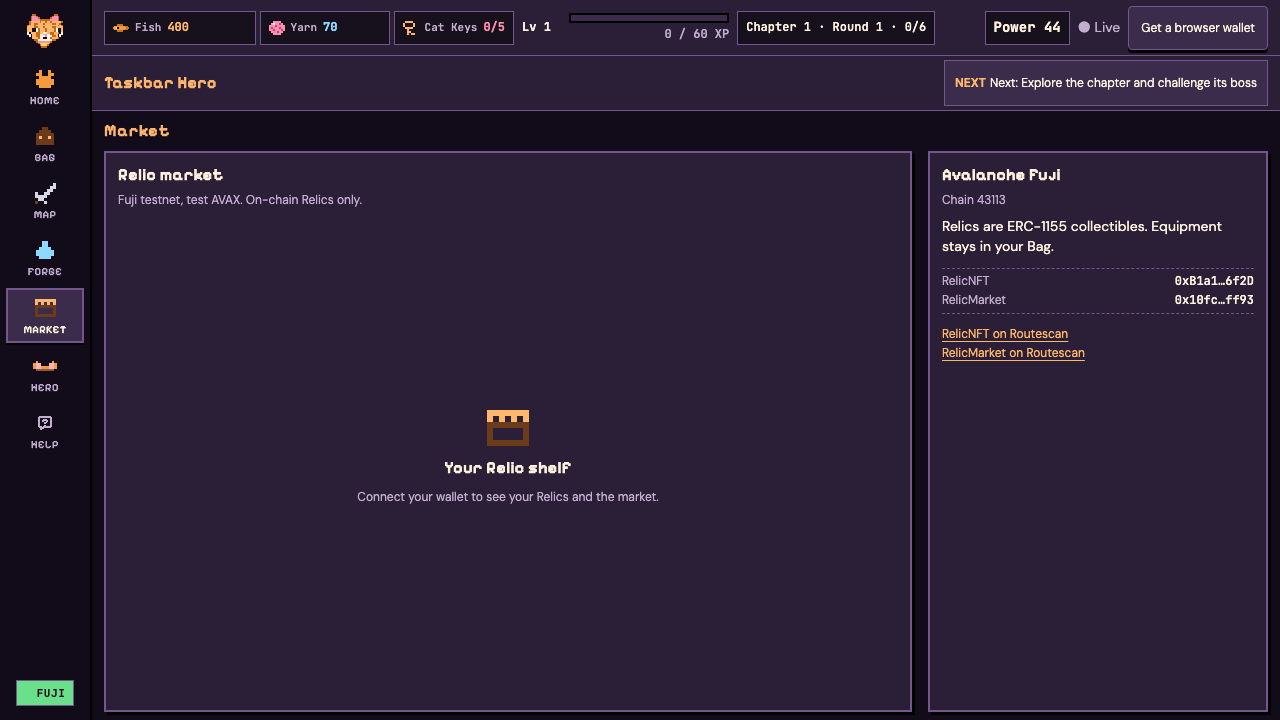 Fish 400
Yarn 70
Cat Keys 0/5
Lv 1
0 / 60 XP
Chapter 1 · Round 1 · 0/6
Power 44
Live
Get a browser wallet
HOME
BAG
MAP
FORGE
MARKET
HERO
HELP
FUJI
Taskbar Hero
NEXT Next: Explore the chapter and challenge its boss
Market
Relic market
Fuji testnet, test AVAX. On-chain Relics only.
Your Relic shelf
Connect your wallet to see your Relics and the market.
Avalanche Fuji
Chain 43113
Relics are ERC-1155 collectibles. Equipment
stays in your Bag.
RelicNFT 0xB1a1…6f2D
RelicMarket 0x10fc…ff93
RelicNFT on Routescan
RelicMarket on Routescan